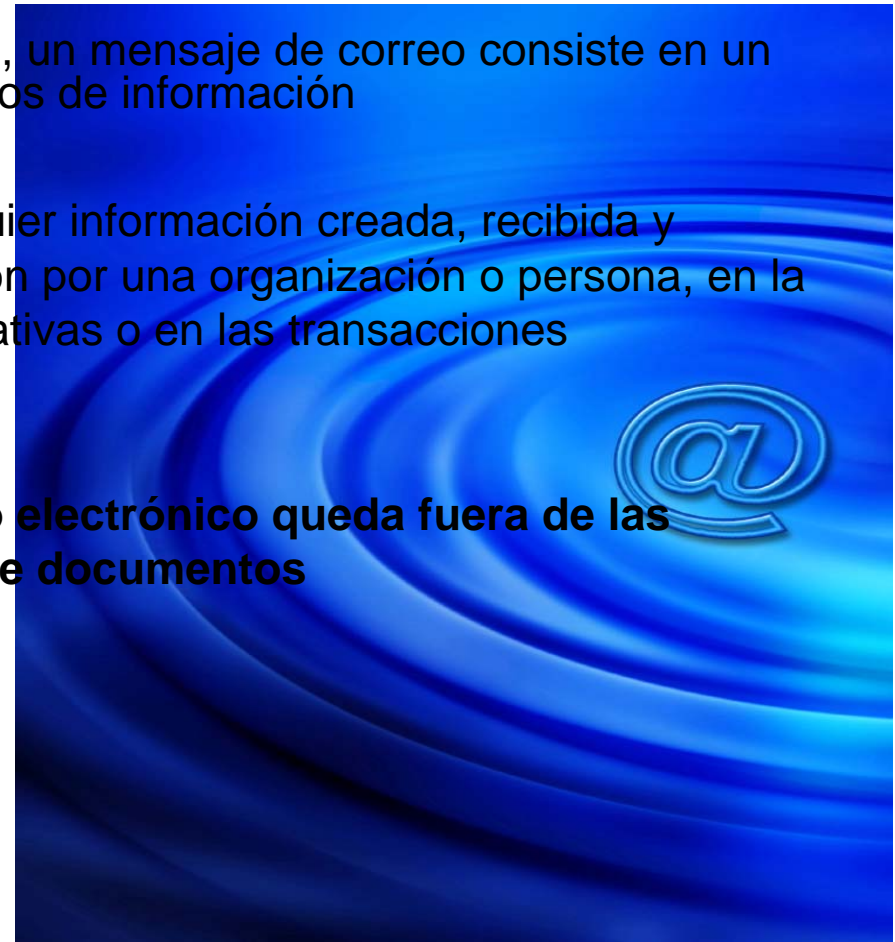 , un mensaje de correo consiste en un
os de información
uier información creada, recibida y
ón por una organización o persona, en la
ativas o en las transacciones
@
o electrónico queda fuera de las
e documentos